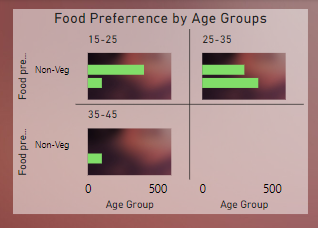 Food Preferrence by Age Groups
15-25
25-35
Food pre...
Non-Veg
35-45
Food pre...
Non-Veg
0 500 0 500
Age Group Age Group